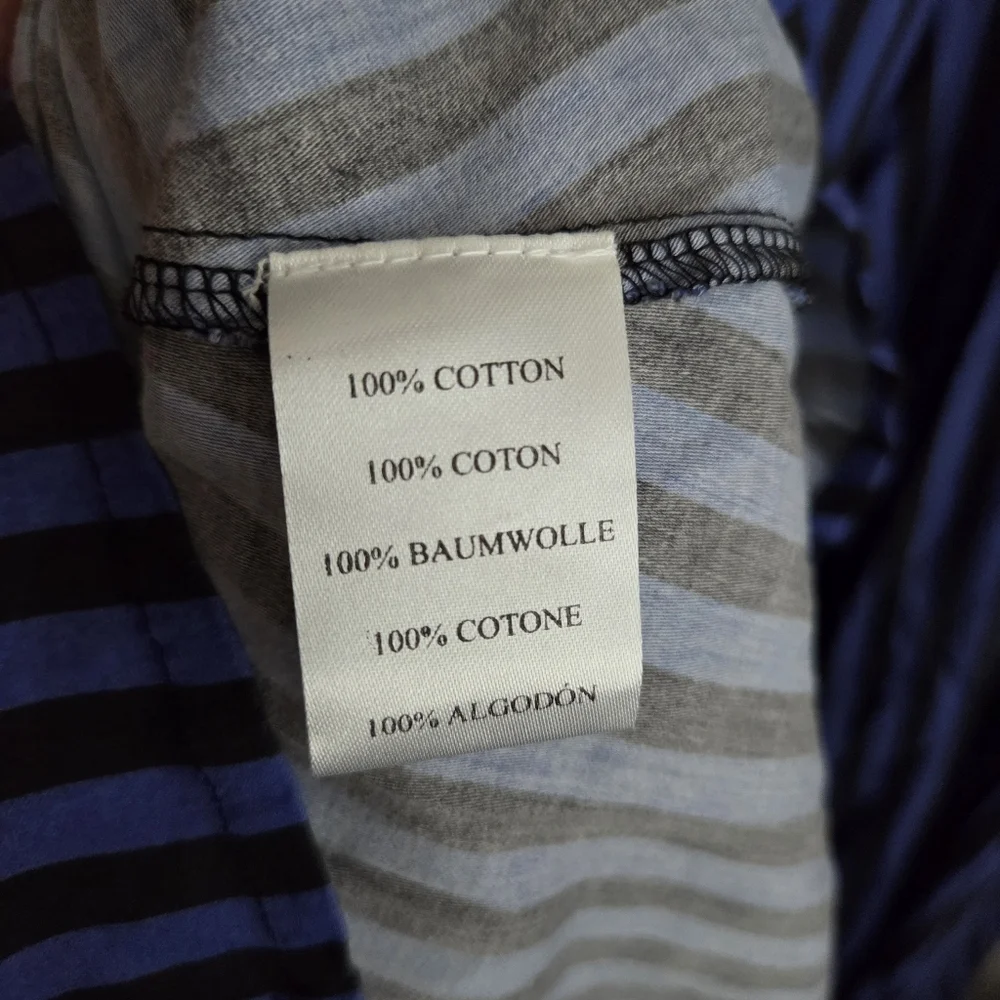 100% COTTON
100% COTON
100% BAUMWOLLE
100% COTONE
100% ALGODÓN